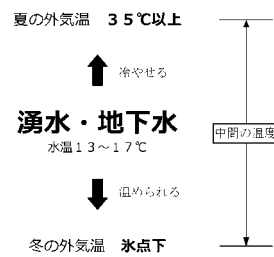 夏の外気温 ３５℃以上
冷やせる
湧水・地下水
水温１３～１７℃
中間の温度
温められる
冬の外気温 氷点下